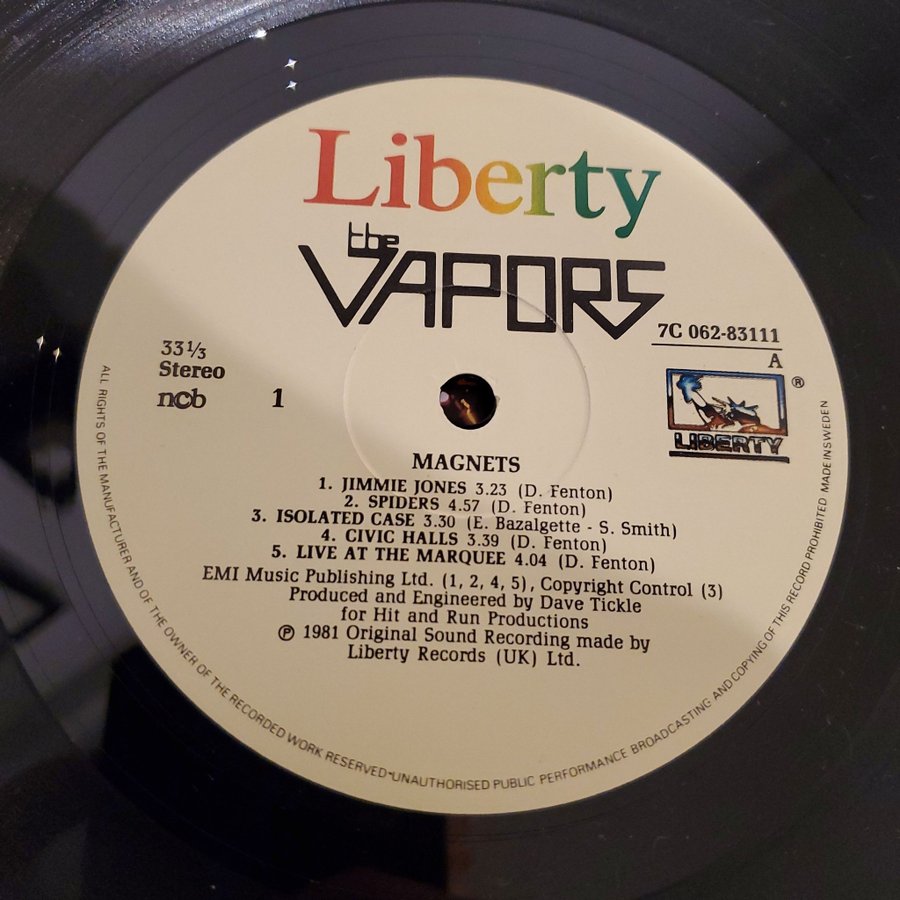 Liberty
the
VAPORS
7C 062-83111
A
33 1/3
Stereo
ncb
1
®
LIBERTY
MAGNETS
1. JIMMIE JONES 3.23 (D. Fenton)
2. SPIDERS 4.57 (D. Fenton)
3. ISOLATED CASE 3.30 (E. Bazalgette - S. Smith)
4. CIVIC HALLS 3.39 (D. Fenton)
5. LIVE AT THE MARQUEE 4.04 (D. Fenton)
EMI Music Publishing Ltd. (1, 2, 4, 5), Copyright Control (3)
Produced and Engineered by Dave Tickle
for Hit and Run Productions
℗ 1981 Original Sound Recording made by
Liberty Records (UK) Ltd.
ALL RIGHTS OF THE MANUFACTURER AND OF THE OWNER OF THE RECORDED WORK RESERVED•UNAUTHORISED PUBLIC PERFORMANCE BROADCASTING AND COPYING OF THIS RECORD PROHIBITED MADE IN SWEDEN